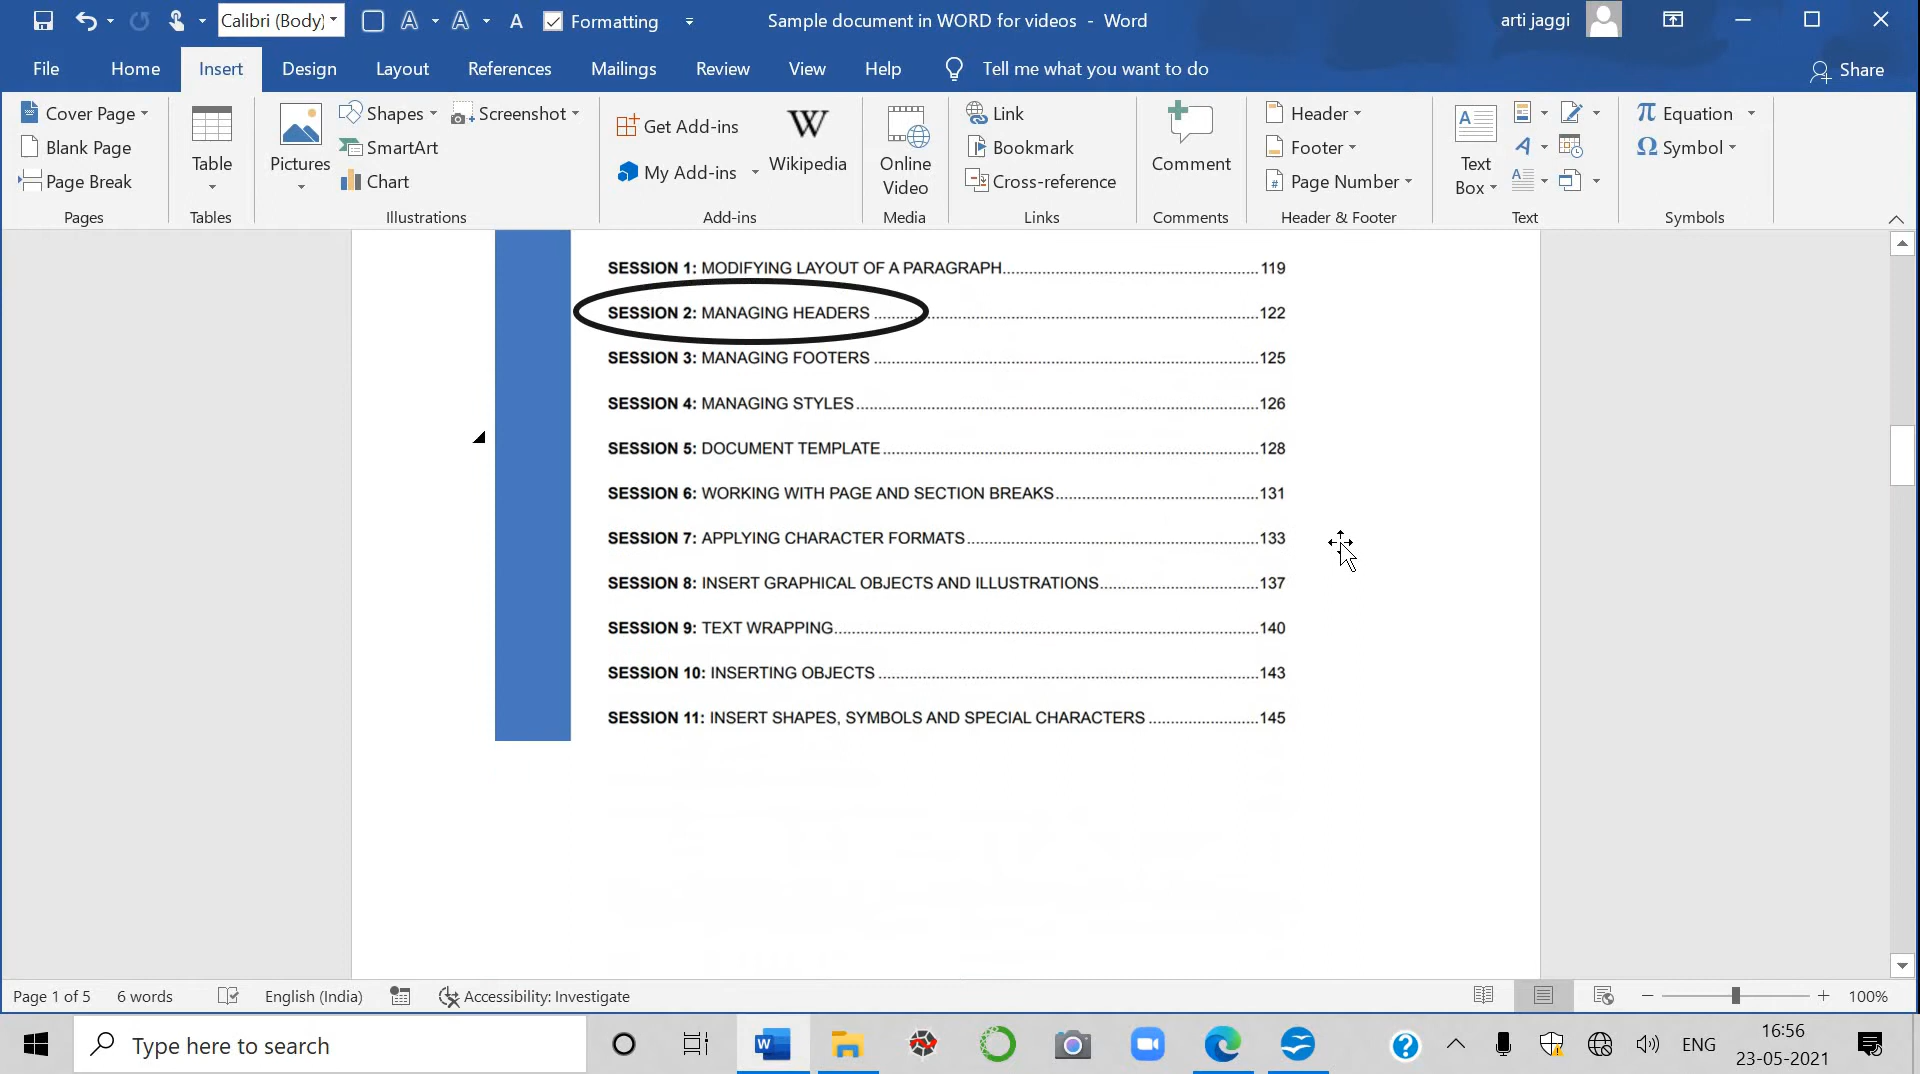 Calibri (Body)
A
A
A
Formatting
Sample document in WORD for videos - Word
arti jaggi
File
Home
Insert
Design
Layout
References
Mailings
Review
View
Help
Tell me what you want to do
Share
Cover Page
Blank Page
Page Break
Pages
Table
Tables
Pictures
Shapes
SmartArt
Chart
Screenshot
Illustrations
Get Add-ins
My Add-ins
W
Wikipedia
Add-ins
Online
Video
Media
Link
Bookmark
Cross-reference
Links
Comment
Comments
Header
Footer
Page Number
Header & Footer
Text
Box
Text
π Equation
Ω Symbol
Symbols
SESSION 1: MODIFYING LAYOUT OF A PARAGRAPH.......................................................119
SESSION 2: MANAGING HEADERS ....................................................................................122
SESSION 3: MANAGING FOOTERS ....................................................................................125
SESSION 4: MANAGING STYLES........................................................................................126
SESSION 5: DOCUMENT TEMPLATE..................................................................................128
SESSION 6: WORKING WITH PAGE AND SECTION BREAKS............................................131
SESSION 7: APPLYING CHARACTER FORMATS................................................................133
SESSION 8: INSERT GRAPHICAL OBJECTS AND ILLUSTRATIONS...................................137
SESSION 9: TEXT WRAPPING.............................................................................................140
SESSION 10: INSERTING OBJECTS ...................................................................................143
SESSION 11: INSERT SHAPES, SYMBOLS AND SPECIAL CHARACTERS ........................145
Page 1 of 5
6 words
English (India)
Accessibility: Investigate
100%
Type here to search
W
?
ENG
16:56
23-05-2021